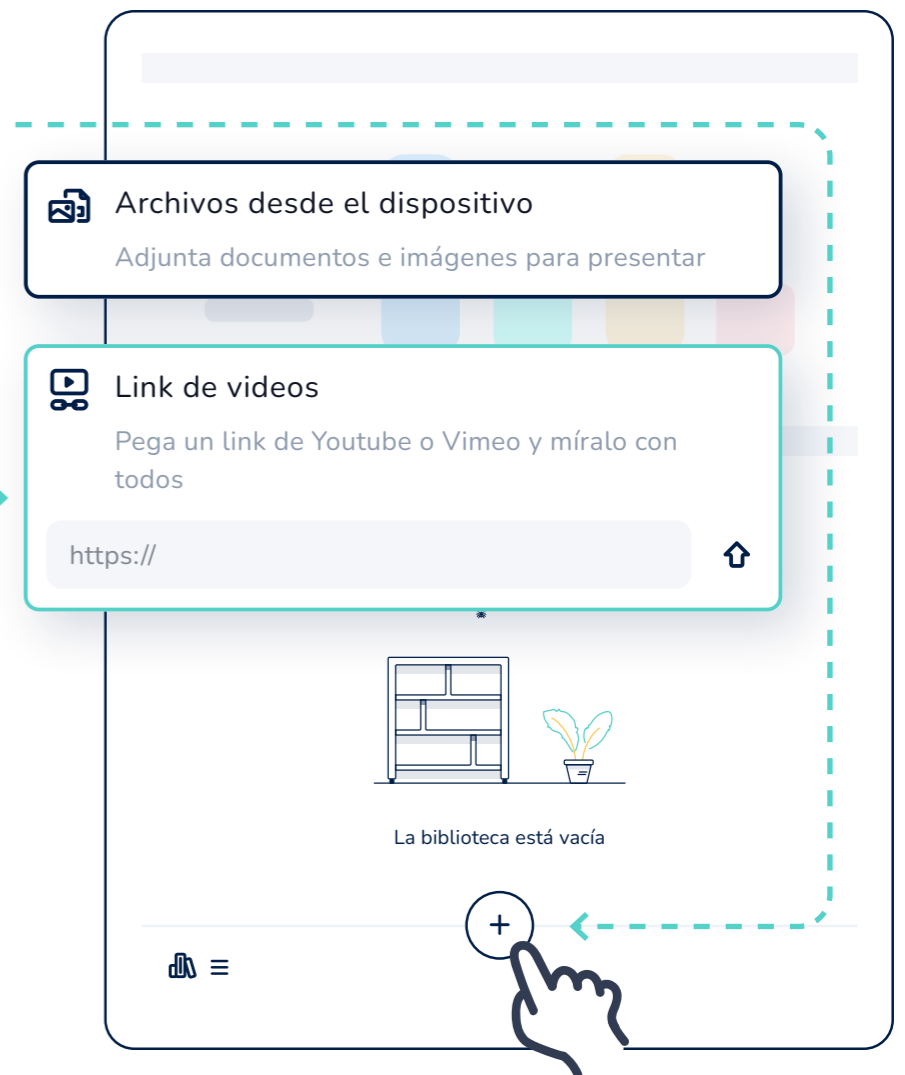 Archivos desde el dispositivo
Adjunta documentos e imágenes para presentar
Link de videos
Pega un link de Youtube o Vimeo y míralo con
todos
https://
La biblioteca está vacía